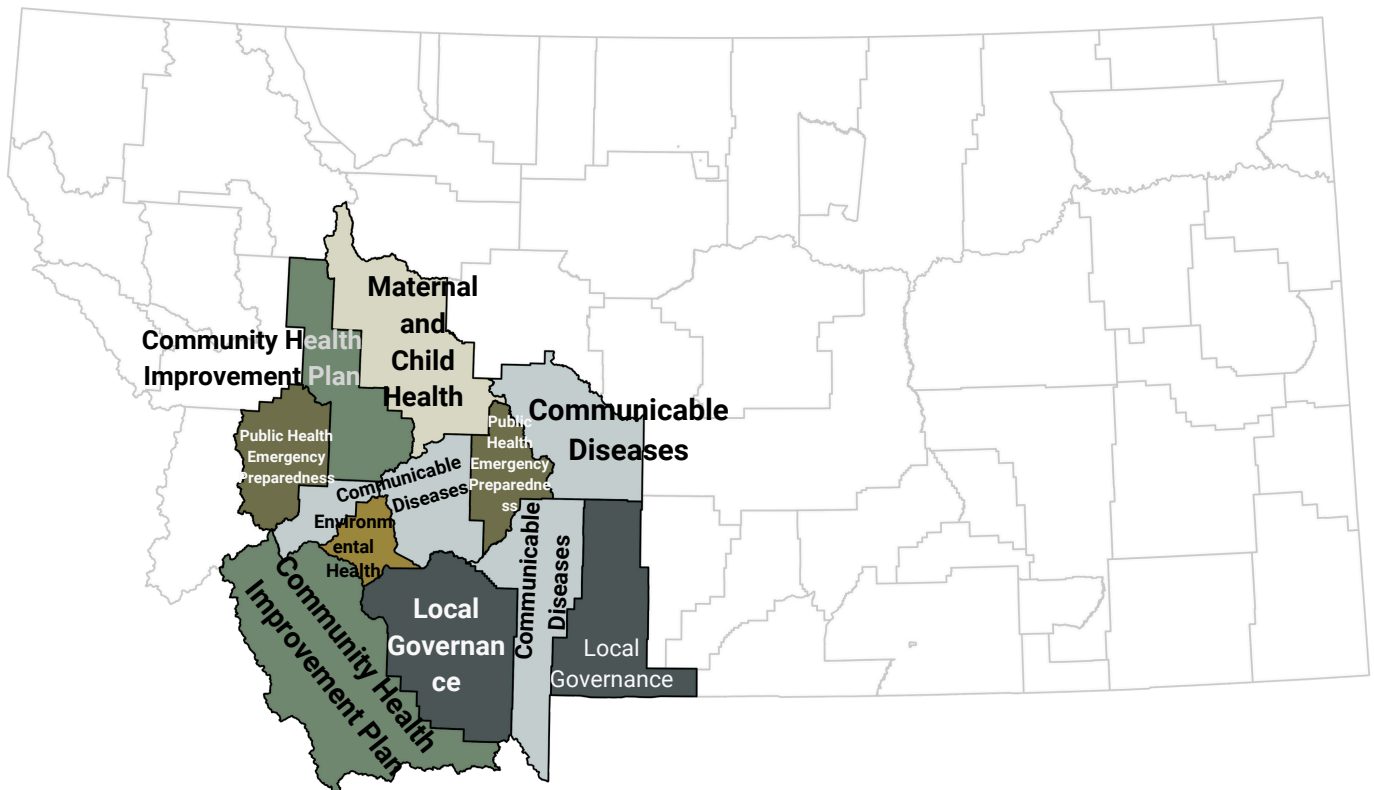 Maternal
and
Child
Health
Community Health
Improvement Plan
Communicable
Diseases
Public Health
Emergency
Preparedness
Public
Health
Emergency
Preparedne
ss
Communicable
Diseases
Environm
ental
Health
Communicable
Diseases
Community Health
Improvement Plan
Local
Governan
ce
Local
Governance